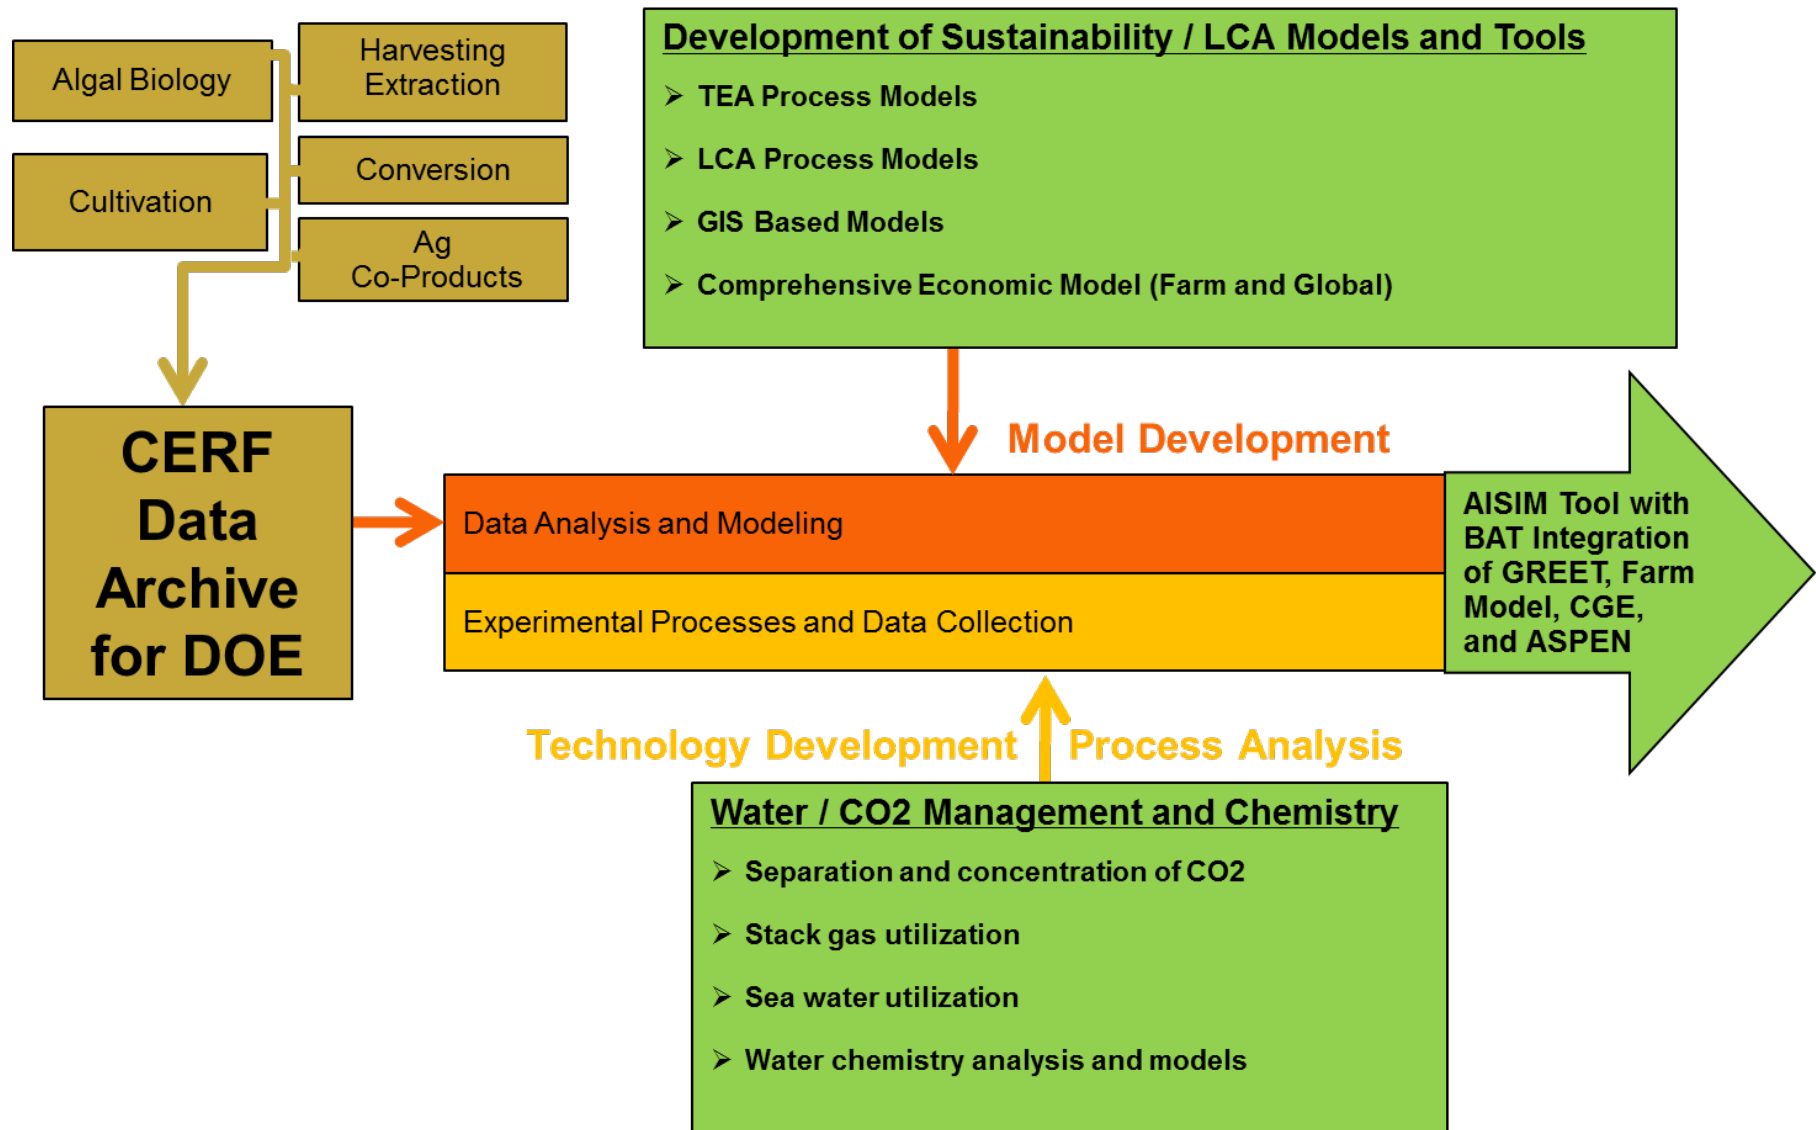 Algal Biology
Harvesting
Extraction
Cultivation
Conversion
Ag
Co-Products
CERF
Data
Archive
for DOE
Development of Sustainability / LCA Models and Tools
➢ TEA Process Models
➢ LCA Process Models
➢ GIS Based Models
➢ Comprehensive Economic Model (Farm and Global)
Model Development
Data Analysis and Modeling
Experimental Processes and Data Collection
AISIM Tool with
BAT Integration
of GREET, Farm
Model, CGE,
and ASPEN
Technology Development
Process Analysis
Water / CO2 Management and Chemistry
➢ Separation and concentration of CO2
➢ Stack gas utilization
➢ Sea water utilization
➢ Water chemistry analysis and models